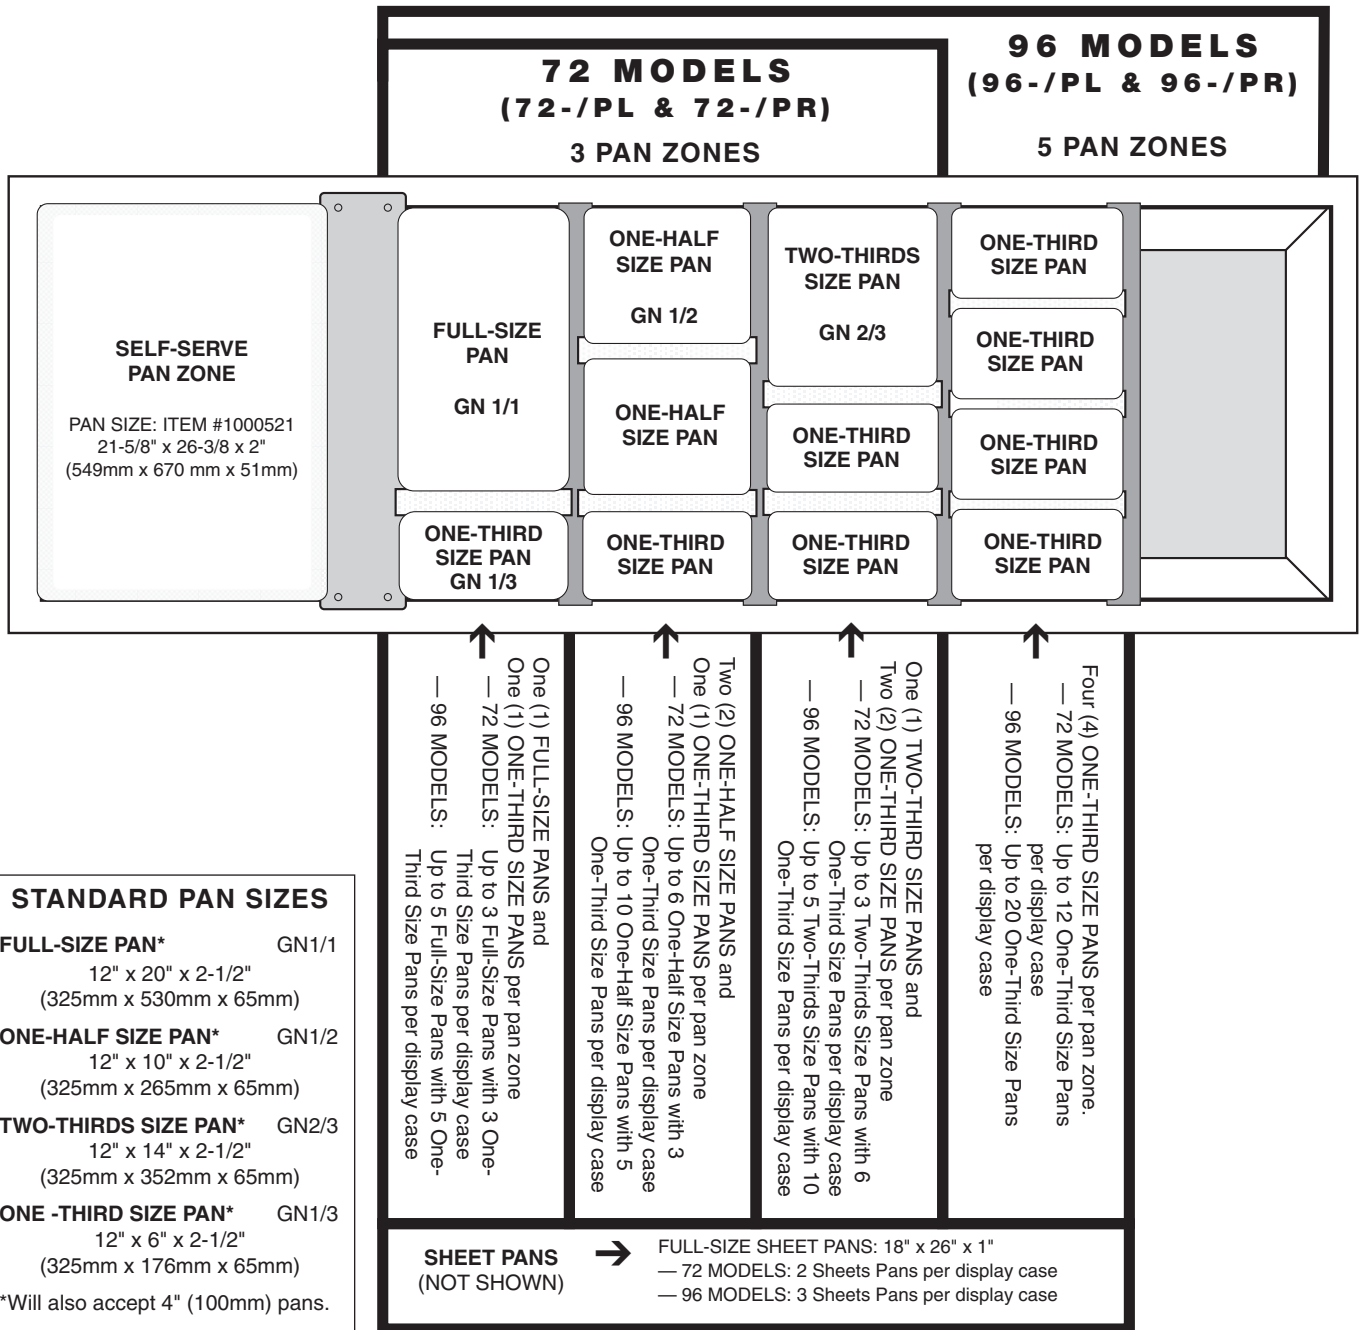 72 MODELS
(72-/PL & 72-/PR)
3 PAN ZONES
96 MODELS
(96-/PL & 96-/PR)
5 PAN ZONES
SELF-SERVE
PAN ZONE
PAN SIZE: ITEM #1000521
21-5/8" x 26-3/8 x 2"
(549mm x 670 mm x 51mm)
FULL-SIZE
PAN
GN 1/1
ONE-THIRD
SIZE PAN
GN 1/3
ONE-HALF
SIZE PAN
GN 1/2
ONE-HALF
SIZE PAN
ONE-THIRD
SIZE PAN
TWO-THIRDS
SIZE PAN
GN 2/3
ONE-THIRD
SIZE PAN
ONE-THIRD
SIZE PAN
ONE-THIRD
SIZE PAN
ONE-THIRD
SIZE PAN
ONE-THIRD
SIZE PAN
ONE-THIRD
SIZE PAN
One (1) FULL-SIZE PANS and
One (1) ONE-THIRD SIZE PANS per pan zone
— 72 MODELS: Up to 3 Full-Size Pans with 3 One-
Third Size Pans per display case
— 96 MODELS: Up to 5 Full-Size Pans with 5 One-
Third Size Pans per display case
Two (2) ONE-HALF SIZE PANS and
One (1) ONE-THIRD SIZE PANS per pan zone
— 72 MODELS: Up to 6 One-Half Size Pans with 3
One-Third Size Pans per display case
— 96 MODELS: Up to 10 One-Half Size Pans with 5
One-Third Size Pans per display case
One (1) TWO-THIRD SIZE PANS and
Two (2) ONE-THIRD SIZE PANS per pan zone
— 72 MODELS: Up to 3 Two-Thirds Size Pans with 6
One-Third Size Pans per display case
— 96 MODELS: Up to 5 Two-Thirds Size Pans with 10
One-Third Size Pans per display case
Four (4) ONE-THIRD SIZE PANS per pan zone.
— 72 MODELS: Up to 12 One-Third Size Pans
per display case
— 96 MODELS: Up to 20 One-Third Size Pans
per display case
STANDARD PAN SIZES
FULL-SIZE PAN* GN1/1
12" x 20" x 2-1/2"
(325mm x 530mm x 65mm)
ONE-HALF SIZE PAN* GN1/2
12" x 10" x 2-1/2"
(325mm x 265mm x 65mm)
TWO-THIRDS SIZE PAN* GN2/3
12" x 14" x 2-1/2"
(325mm x 352mm x 65mm)
ONE -THIRD SIZE PAN* GN1/3
12" x 6" x 2-1/2"
(325mm x 176mm x 65mm)
*Will also accept 4" (100mm) pans.
SHEET PANS
(NOT SHOWN)
FULL-SIZE SHEET PANS: 18" x 26" x 1"
— 72 MODELS: 2 Sheets Pans per display case
— 96 MODELS: 3 Sheets Pans per display case